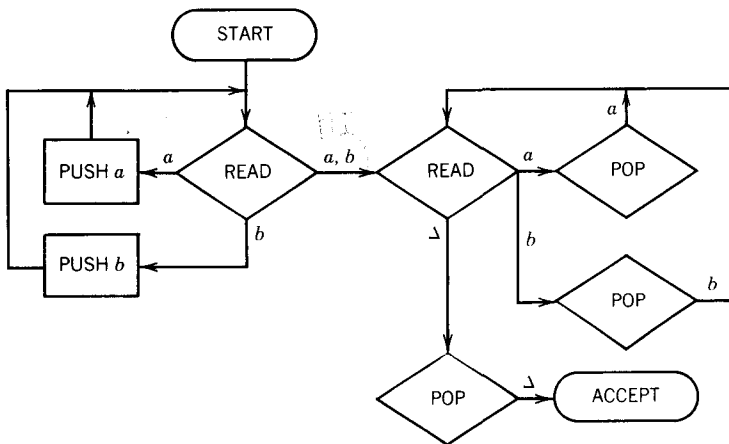 START
a
PUSH a
a
READ
a, b
READ
a
POP
b
b
PUSH b
Δ
POP
b
POP
Δ
ACCEPT